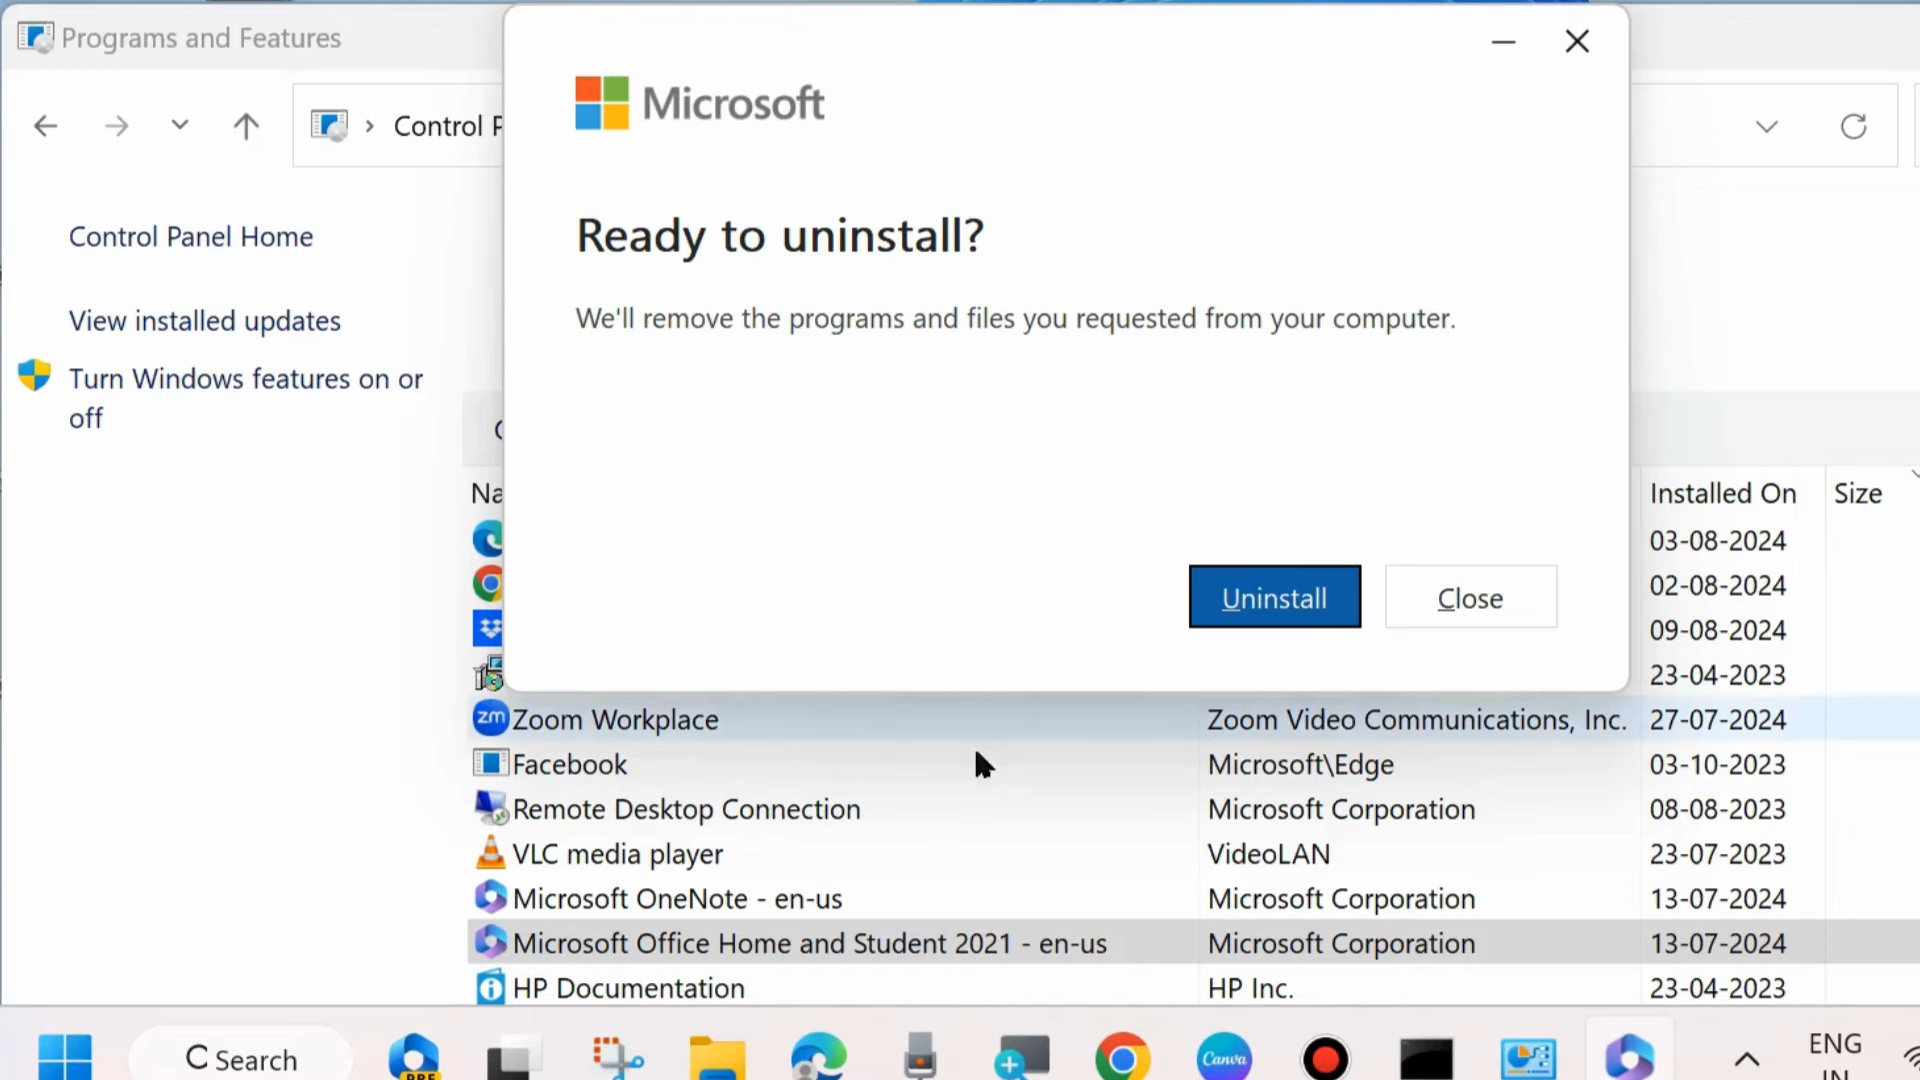 Programs and Features
Microsoft
Control P
Control Panel Home
View installed updates
Turn Windows features on or
off
Ready to uninstall?
We'll remove the programs and files you requested from your computer.
Uninstall
Close
Na
Installed On
Size
03-08-2024
02-08-2024
09-08-2024
23-04-2023
Zoom Workplace
Zoom Video Communications, Inc.
27-07-2024
Facebook
Microsoft\Edge
03-10-2023
Remote Desktop Connection
Microsoft Corporation
08-08-2023
VLC media player
VideoLAN
23-07-2023
Microsoft OneNote - en-us
Microsoft Corporation
13-07-2024
Microsoft Office Home and Student 2021 - en-us
Microsoft Corporation
13-07-2024
HP Documentation
HP Inc.
23-04-2023
Search
PRE
Canva
ENG
IN
zm